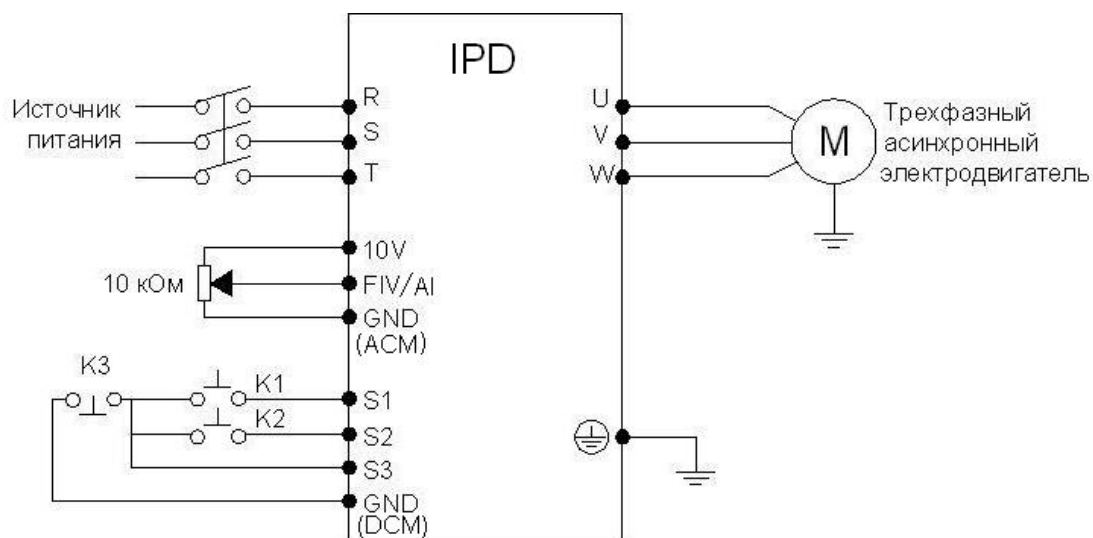 IPD
Источник
питания
R
S
T
U
V
W
M
Трехфазный
асинхронный
электродвигатель
10 кОм
10V
FIV/AI
GND
(ACM)
K3
K1
K2
S1
S2
S3
GND
(DCM)